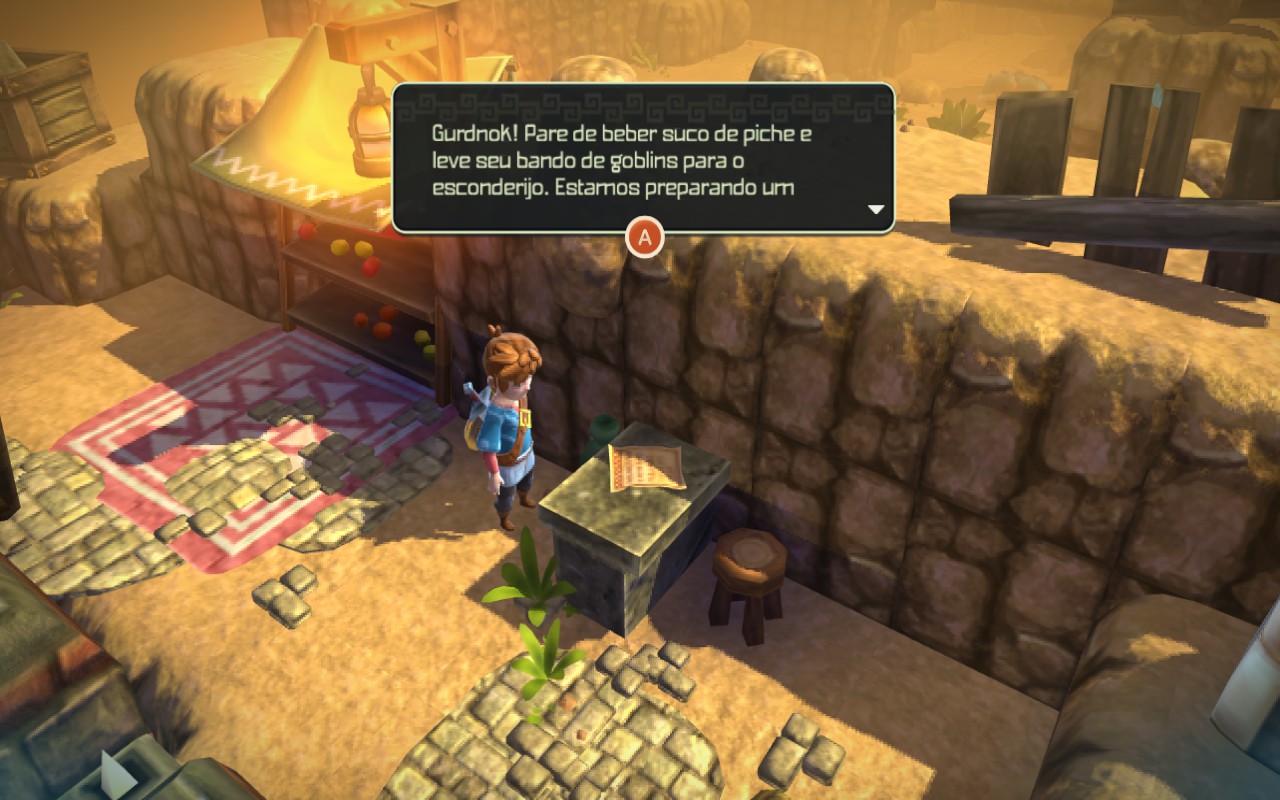 Gurdnok! Pare de beber suco de piche e
leve seu bando de goblins para o
esconderijo. Estamos preparando um
A